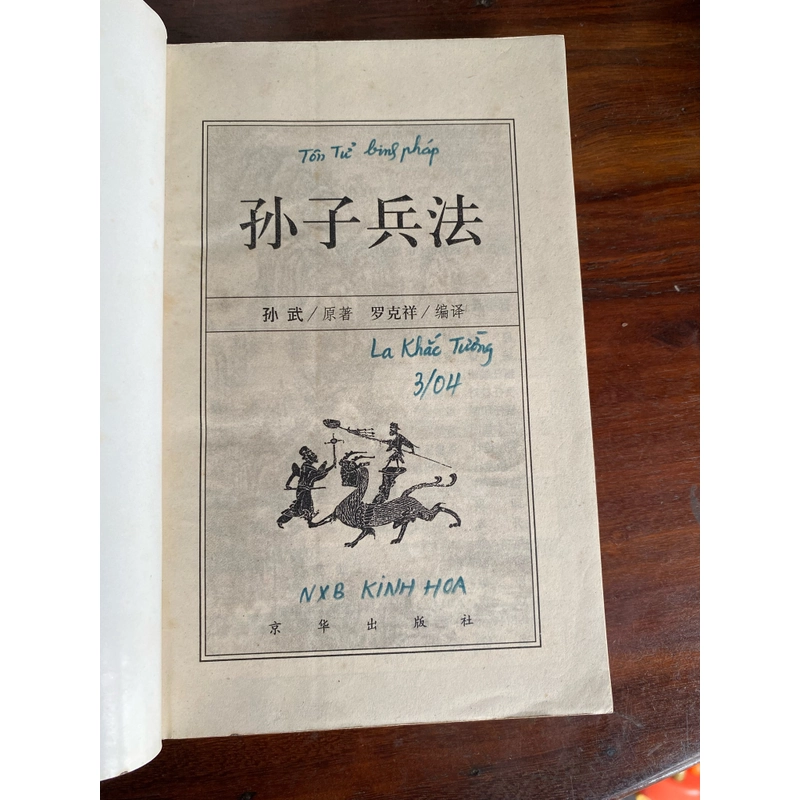 Tôn Tử binh pháp
孙子兵法
孙武/原著 罗克祥/编译
La Khắc Tường
3/04
NXB KINH HOA
京华出版社